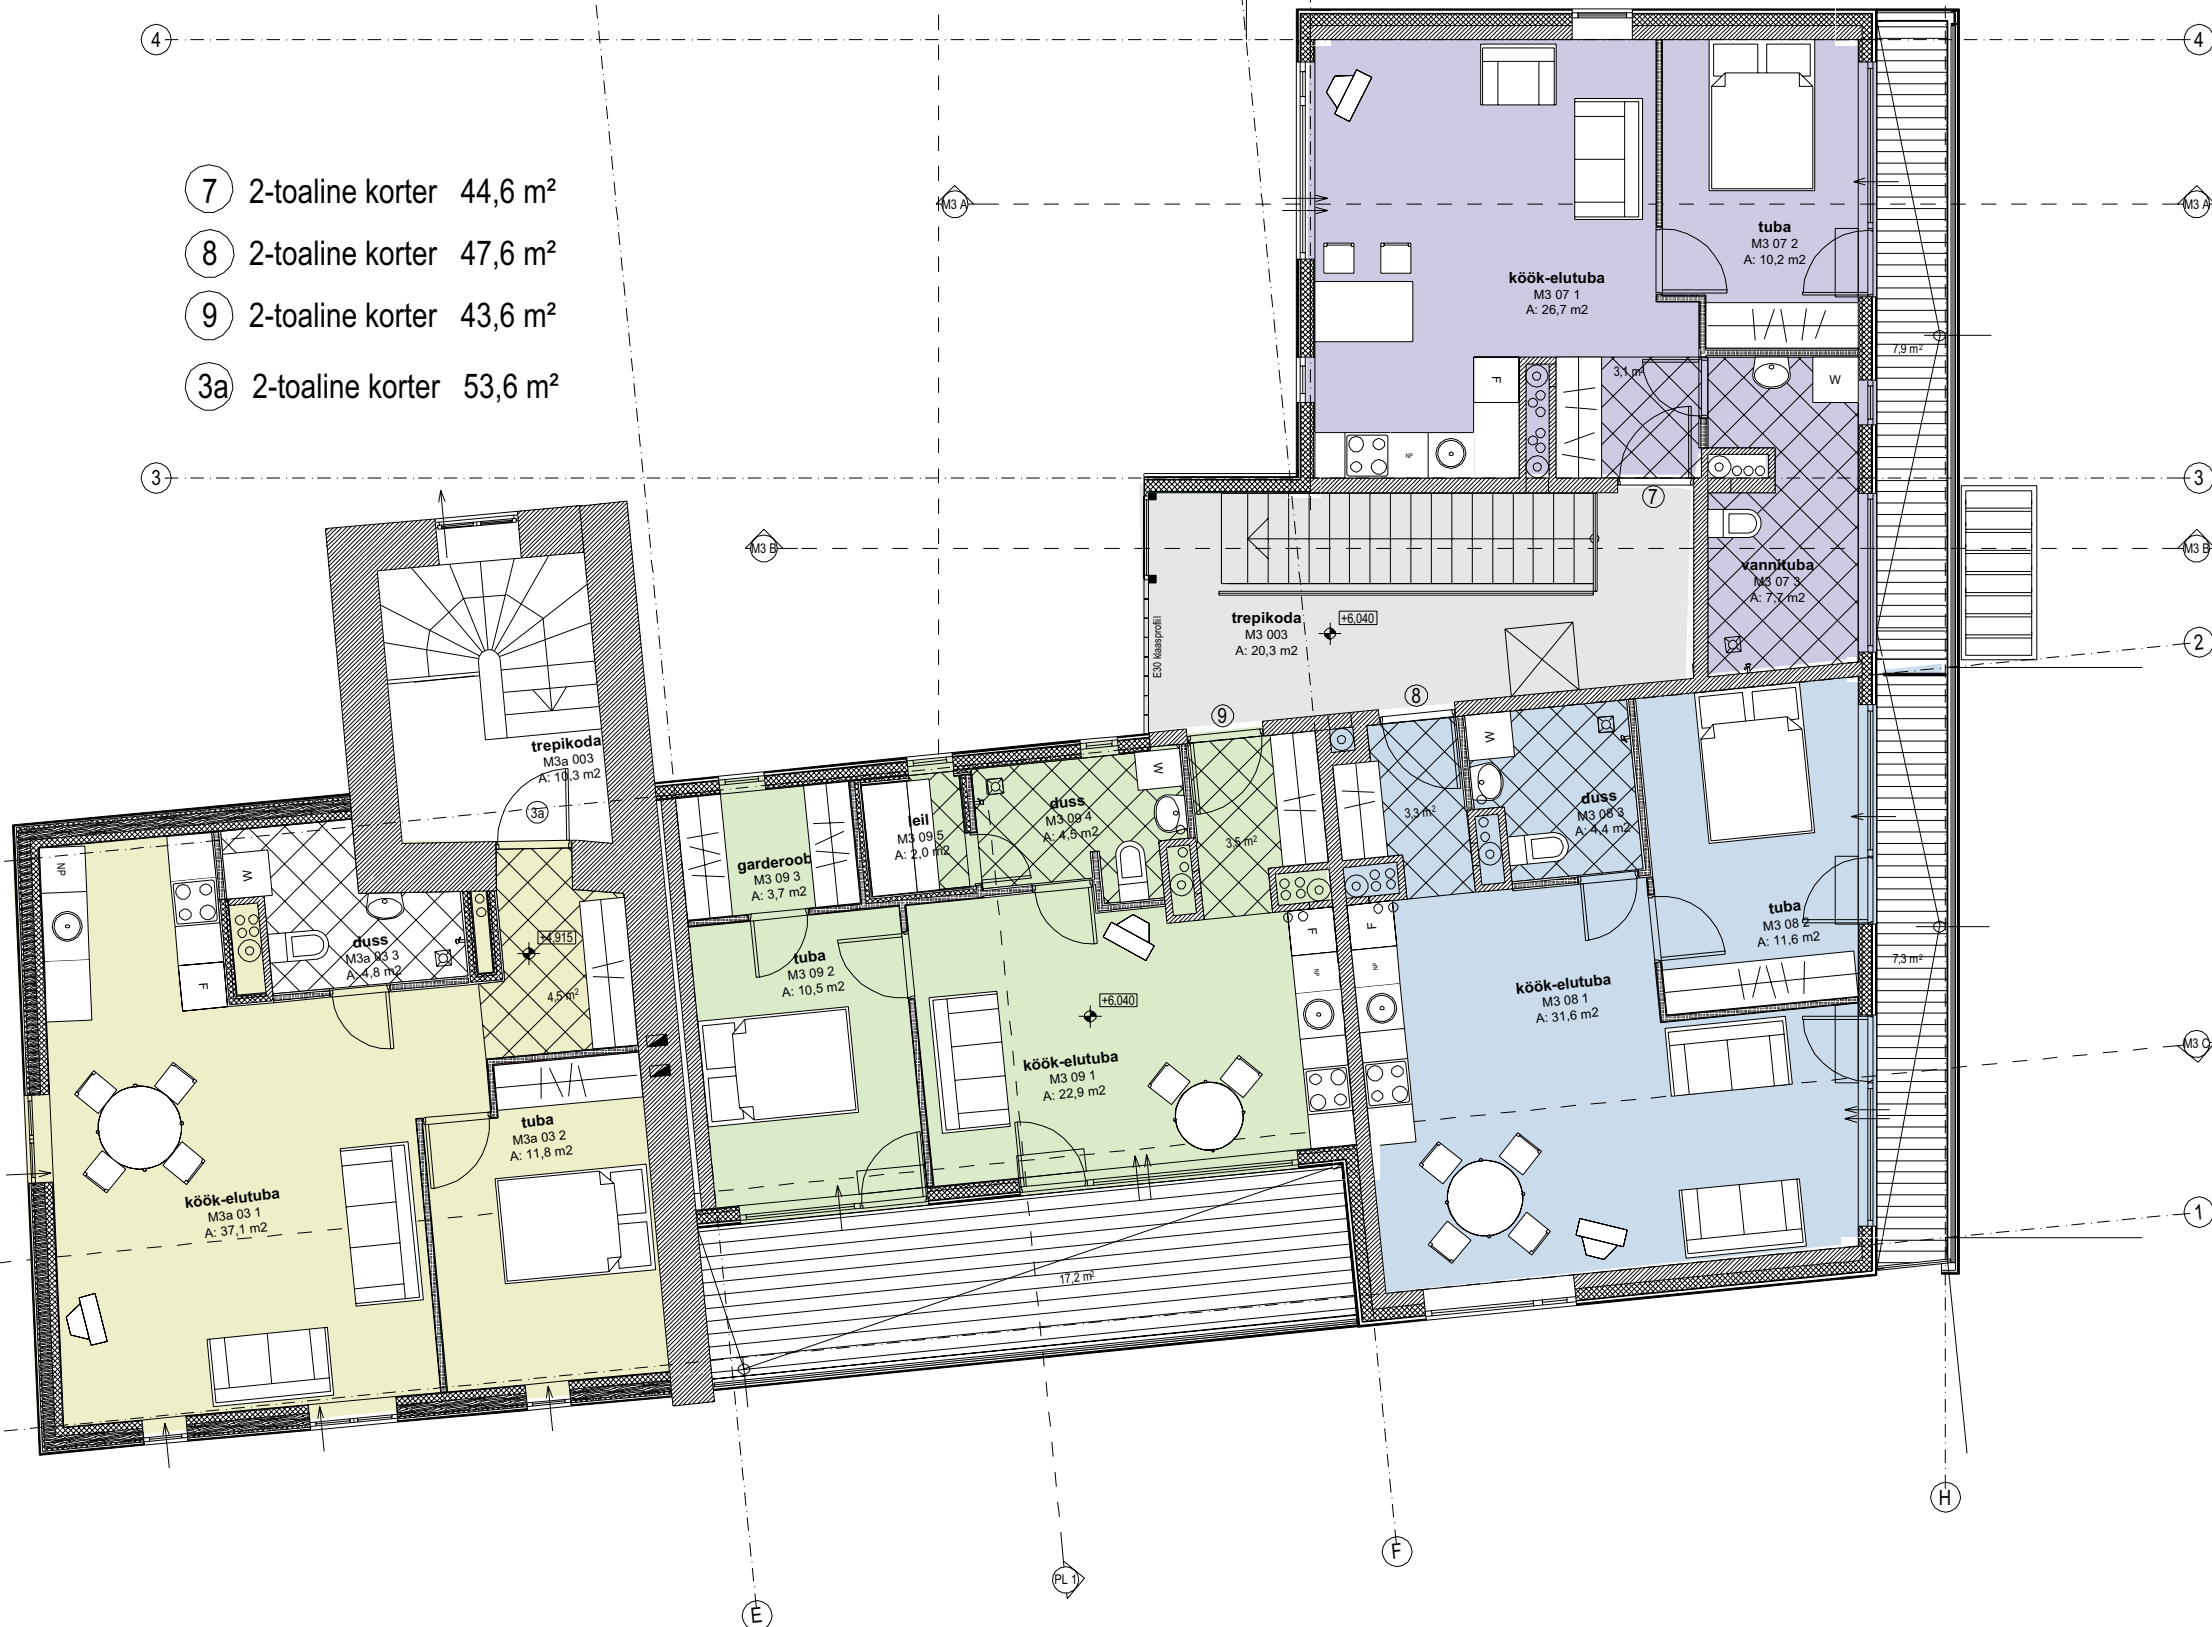 4
4
7 2-toaline korter 44,6 m²
8 2-toaline korter 47,6 m²
9 2-toaline korter 43,6 m²
3a 2-toaline korter 53,6 m²
M3 A
M3 A
tuba
M3 07 2
A: 10,2 m2
köök-elutuba
M3 07 1
A: 26,7 m2
7,9 m²
F
3,1 m²
W
NP
3
3
7
M3 B
M3 B
vannituba
M3 07 3
A: 7,7 m2
trepikoda
M3 003
A: 20,3 m2
+6,040
E30 klaasprofiil
2
9
8
trepikoda
M3a 003
A: 10,3 m2
3a
W
W
duss
M3 09 4
A: 4,5 m2
leil
M3 09 5
A: 2,0 m2
garderoob
M3 09 3
A: 3,7 m2
3,5 m²
3,3 m²
duss
M3 08 3
A: 4,4 m2
NP
W
F
duss
M3a 03 3
A: 4,8 m2
+4,915
4,5 m²
tuba
M3 09 2
A: 10,5 m2
F
NP
F
NP
tuba
M3 08 2
A: 11,6 m2
7,3 m²
köök-elutuba
M3 08 1
A: 31,6 m2
+6,040
köök-elutuba
M3 09 1
A: 22,9 m2
M3 C
tuba
M3a 03 2
A: 11,8 m2
köök-elutuba
M3a 03 1
A: 37,1 m2
1
17,2 m²
H
F
PL 1
E